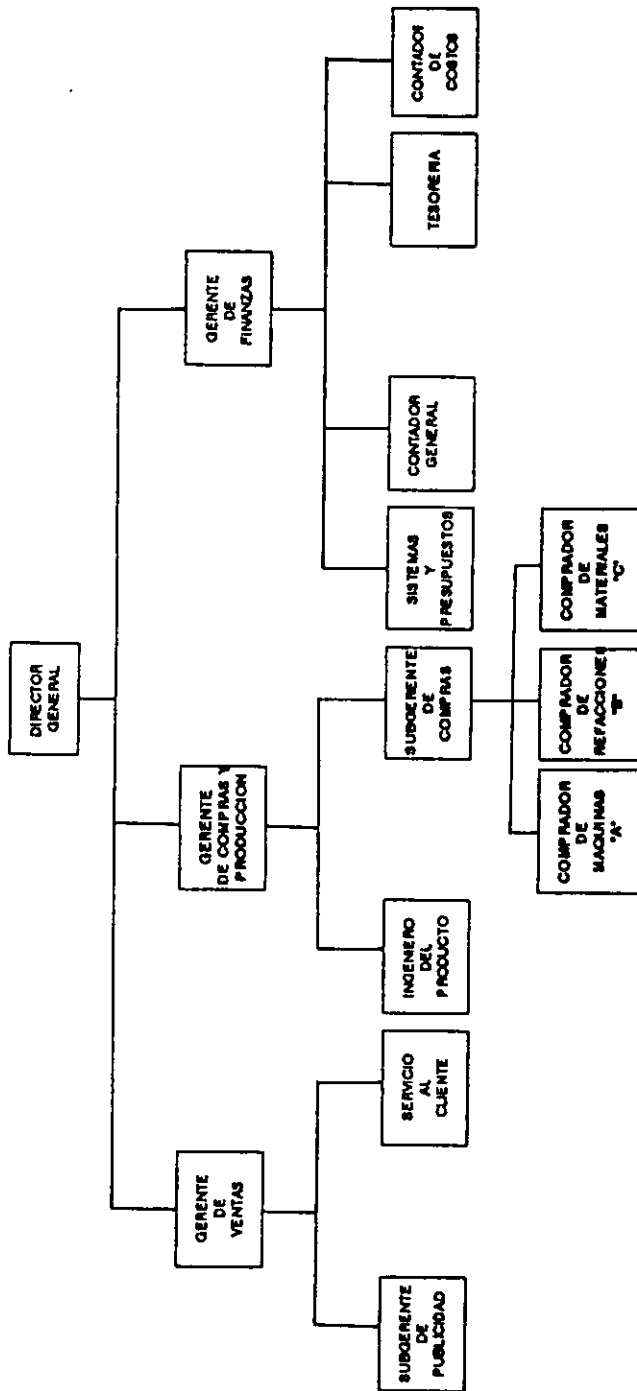 DIRECTOR
GENERAL
GERENTE
DE
VENTAS
GERENTE
DE COMPRAS Y
PRODUCCION
GERENTE
DE
FINANZAS
SUBGERENTE
DE
PUBLICIDAD
SERVICIO
AL
CLIENTE
INGENIERO
DEL
PRODUCTO
SUBGERENTE
DE
COMPRAS
SISTEMAS
Y
PRESUPUESTOS
CONTADOR
GENERAL
TESORERIA
CONTADOR
DE
COSTOS
COMPRADOR
DE
MAQUINAS
"A"
COMPRADOR
DE
REFACCIONES
"B"
COMPRADOR
DE
MATERIALES
"C"